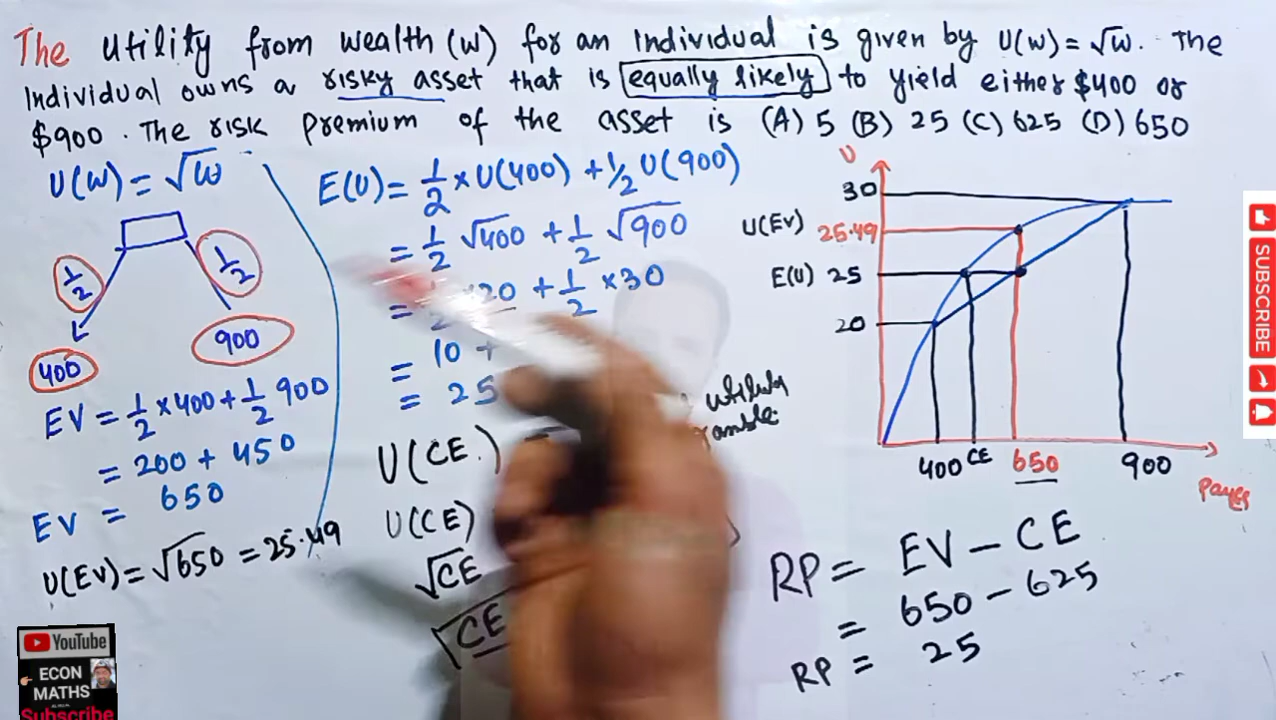 The Utility from wealth (W) for an Individual is given by U(W) = √W. The
Individual owns a risky asset that is equally likely to yield either $400 or
$900. The risk premium of the asset is (A) 5 (B) 25 (C) 625 (D) 650
U(W) = √W
1/2
1/2
400
900
EV = 1/2 × 400 + 1/2 900
= 200 + 450
EV = 650
U(EV) = √650 = 25.49
E(U) = 1/2 × U(400) + 1/2 U(900)
= 1/2 √400 + 1/2 √900
= 20 + 1/2 × 30
= 10 +
= 25
U(CE)
U(CE)
√CE
CE
U
30
U(EV) 25.49
E(U) 25
20
400 CE 650 900
RP = EV - CE
= 650 - 625
RP = 25
SUBSCRIBE
YouTube
ECON
MATHS
Subscribe